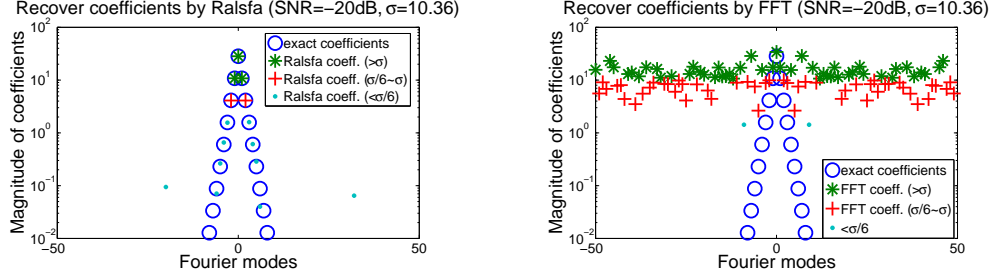 Recover coefficients by Ralsfa (SNR=−20dB, σ=10.36)
Magnitude of coefficients
10^2
10^1
10^0
10^−1
10^−2
−50
0
50
Fourier modes
exact coefficients
Ralsfa coeff. (>σ)
Ralsfa coeff. (σ/6~σ)
Ralsfa coeff. (<σ/6)
Recover coefficients by FFT (SNR=−20dB, σ=10.36)
Magnitude of coefficients
10^2
10^1
10^0
10^−1
10^−2
−50
0
50
Fourier modes
exact coefficients
FFT coeff. (>σ)
FFT coeff. (σ/6~σ)
<σ/6